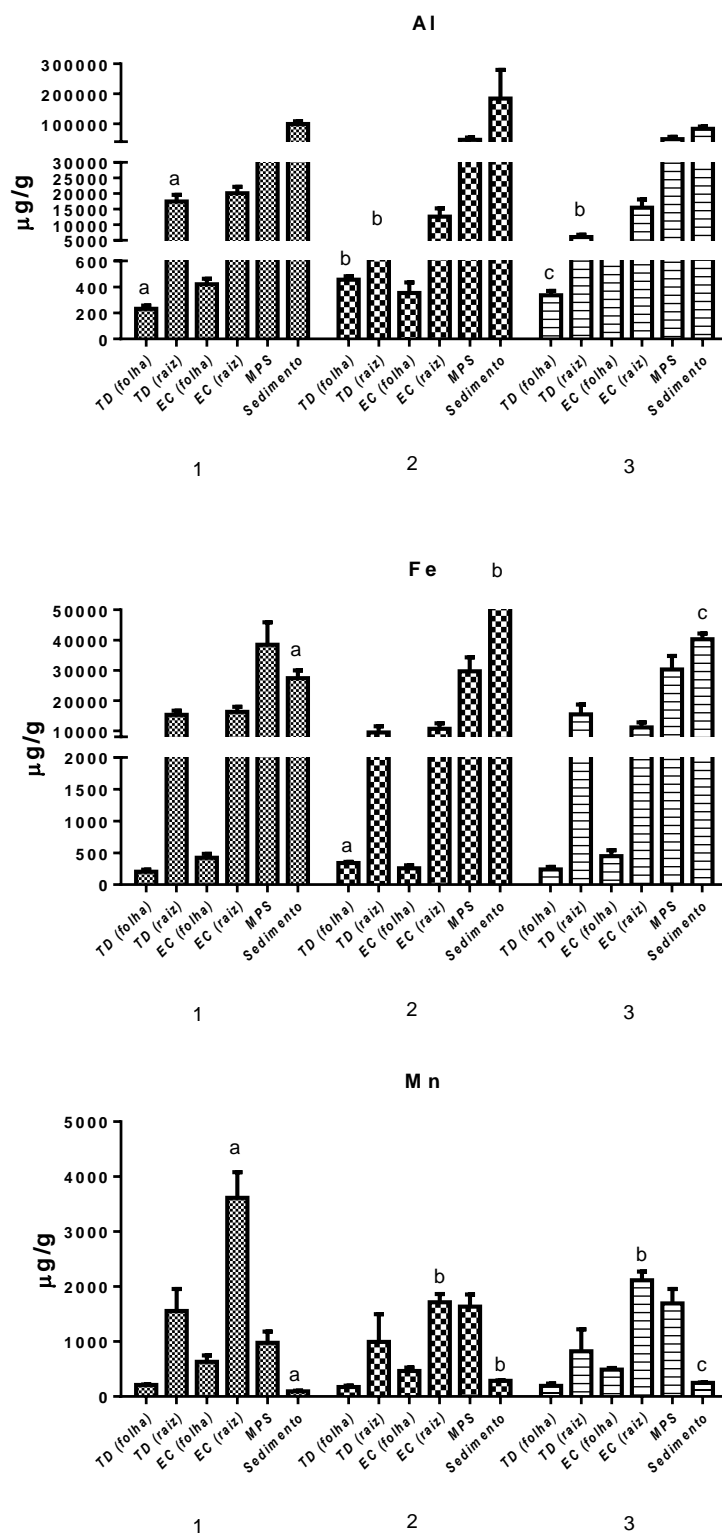 Al
300000
200000
100000
30000
25000
20000
15000
10000
5000
600
400
200
0
µg/g
a
a
b
b
c
b
TD (folha)
TD (raiz)
EC (folha)
EC (raiz)
MPS
Sedimento
TD (folha)
TD (raiz)
EC (folha)
EC (raiz)
MPS
Sedimento
TD (folha)
TD (raiz)
EC (folha)
EC (raiz)
MPS
Sedimento
1
2
3
Fe
50000
40000
30000
20000
10000
2000
1500
1000
500
0
µg/g
a
a
b
c
TD (folha)
TD (raiz)
EC (folha)
EC (raiz)
MPS
Sedimento
TD (folha)
TD (raiz)
EC (folha)
EC (raiz)
MPS
Sedimento
TD (folha)
TD (raiz)
EC (folha)
EC (raiz)
MPS
Sedimento
1
2
3
Mn
5000
4000
3000
2000
1000
0
µg/g
a
a
b
b
b
c
TD (folha)
TD (raiz)
EC (folha)
EC (raiz)
MPS
Sedimento
TD (folha)
TD (raiz)
EC (folha)
EC (raiz)
MPS
Sedimento
TD (folha)
TD (raiz)
EC (folha)
EC (raiz)
MPS
Sedimento
1
2
3